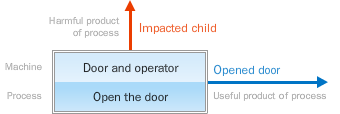 Harmful product
of process
Impacted child
Machine
Door and operator
Opened door
Process
Open the door
Useful product of process